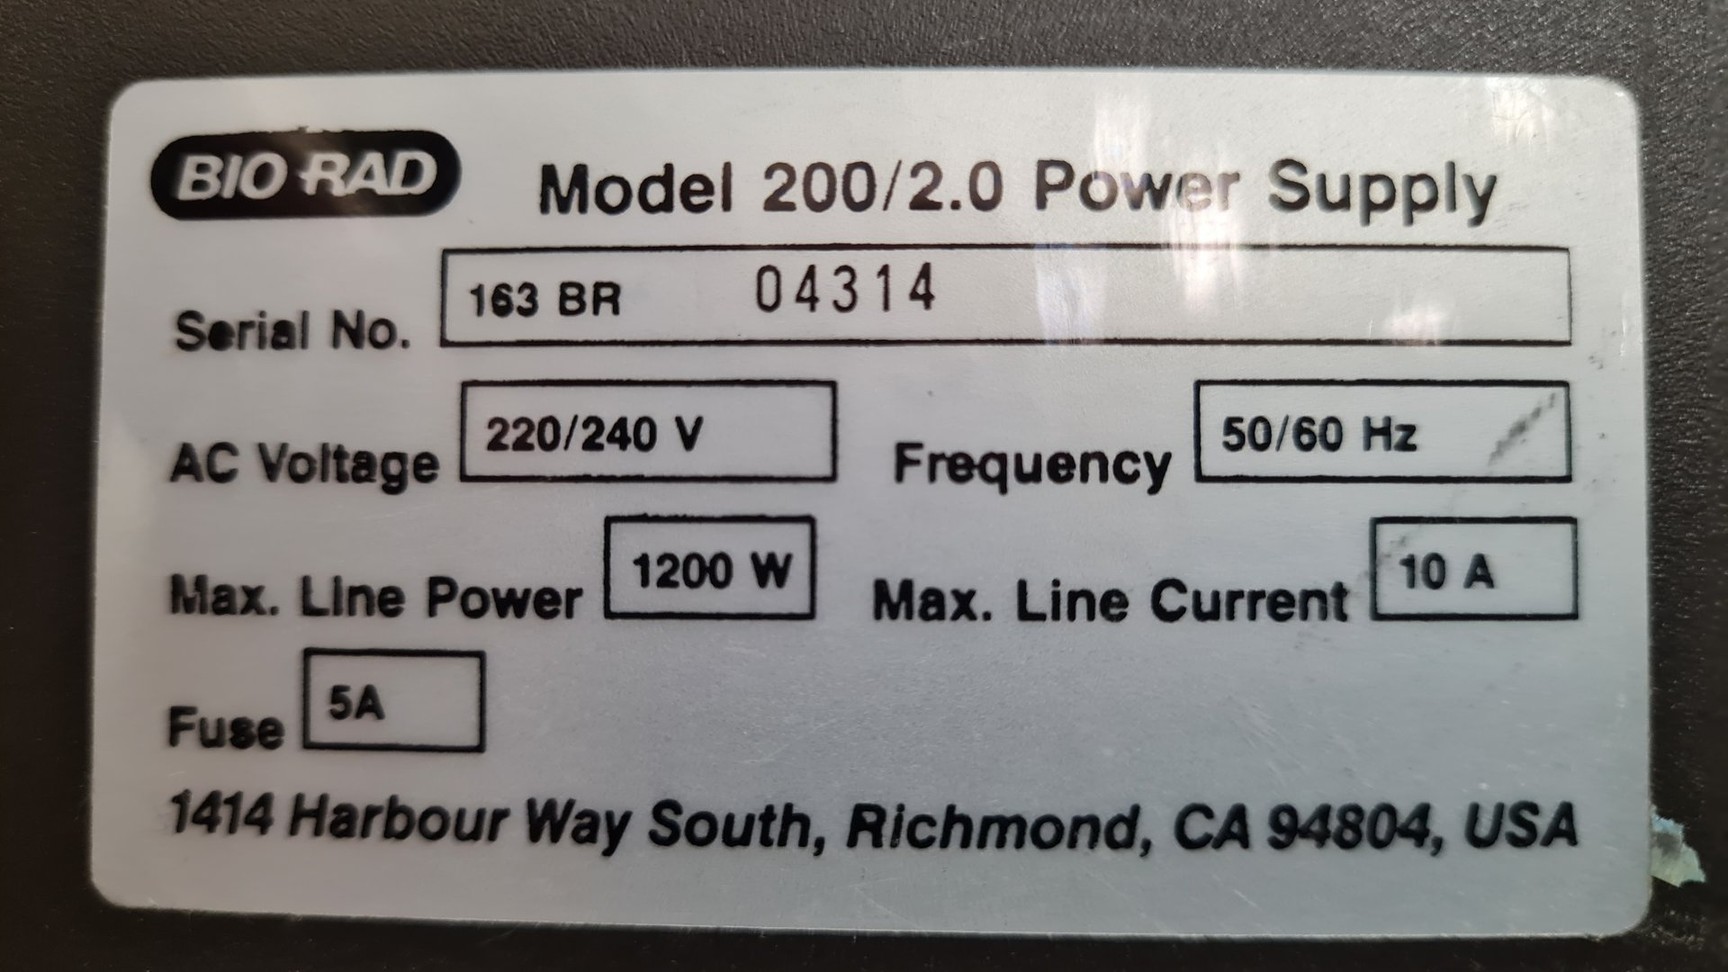 BIO-RAD Model 200/2.0 Power Supply
Serial No. 163 BR 04314
AC Voltage 220/240 V Frequency 50/60 Hz
Max. Line Power 1200 W Max. Line Current 10 A
Fuse 5A
1414 Harbour Way South, Richmond, CA 94804, USA